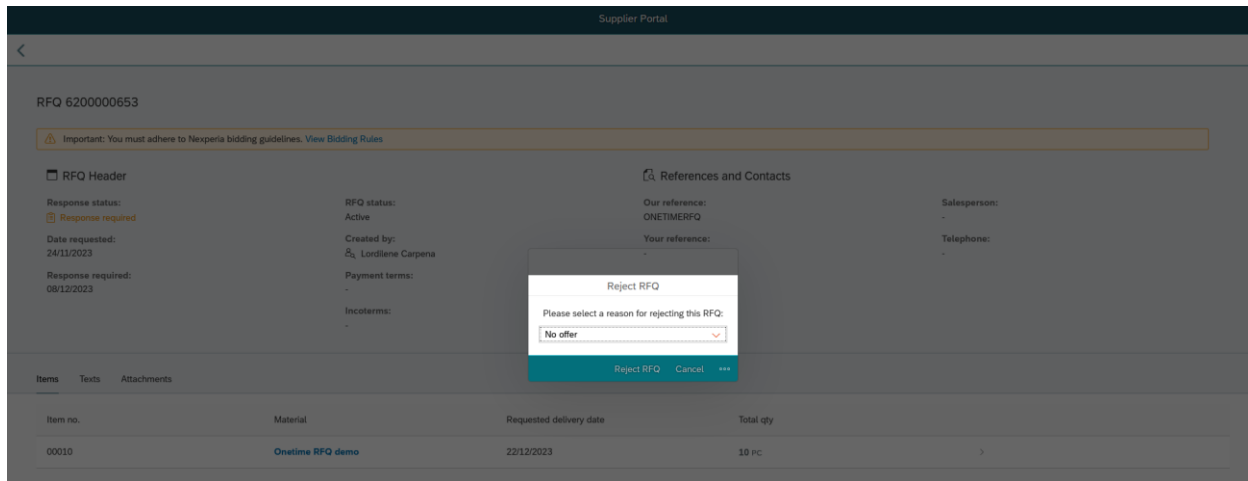 Supplier Portal
RFQ 6200000653
Important: You must adhere to Nexperia bidding guidelines. View Bidding Rules
RFQ Header
References and Contacts
Response status:
RFQ status:
Our reference:
Salesperson:
Response required
Active
ONETIMERFQ
-
Date requested:
Created by:
Your reference:
Telephone:
24/11/2023
Lordilene Carpena
-
-
Response required:
Payment terms:
08/12/2023
-
Incoterms:
-
Reject RFQ
Please select a reason for rejecting this RFQ:
No offer
Reject RFQ Cancel
Items Texts Attachments
Item no. Material Requested delivery date Total qty
00010 Onetime RFQ demo 22/12/2023 10 PC